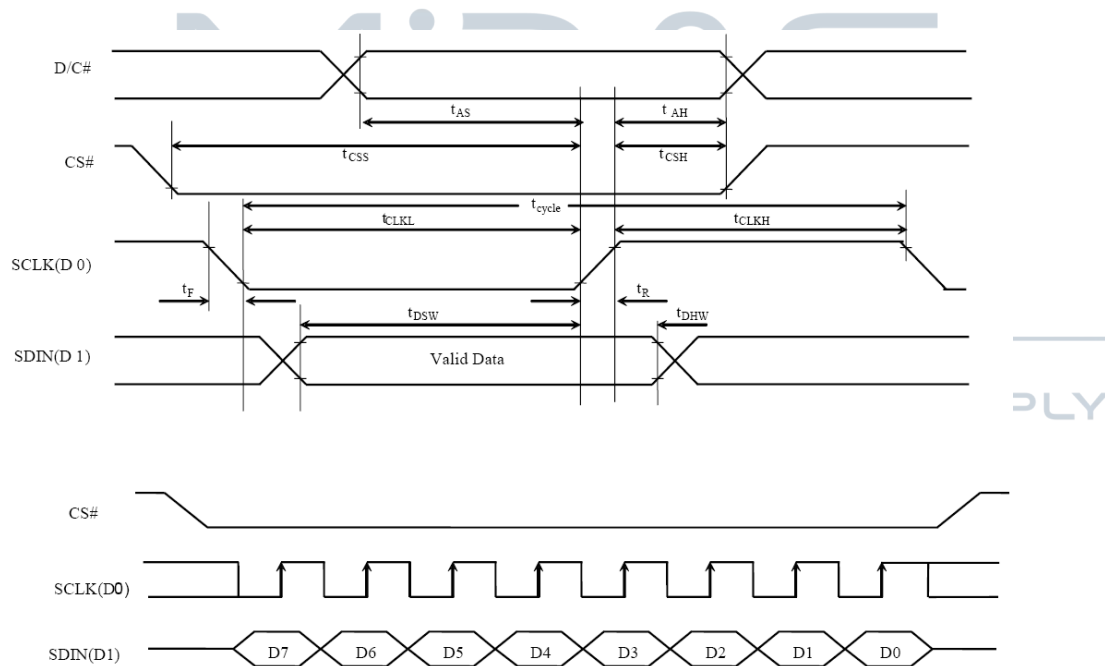 D/C#
tAS
tAH
CS#
tCSS
tCSH
tcycle
tCLKL
tCLKH
SCLK(D 0)
tF
tR
tDSW
tDHW
SDIN(D 1)
Valid Data
PLY
CS#
SCLK(D0)
SDIN(D1)
D7 D6 D5 D4 D3 D2 D1 D0